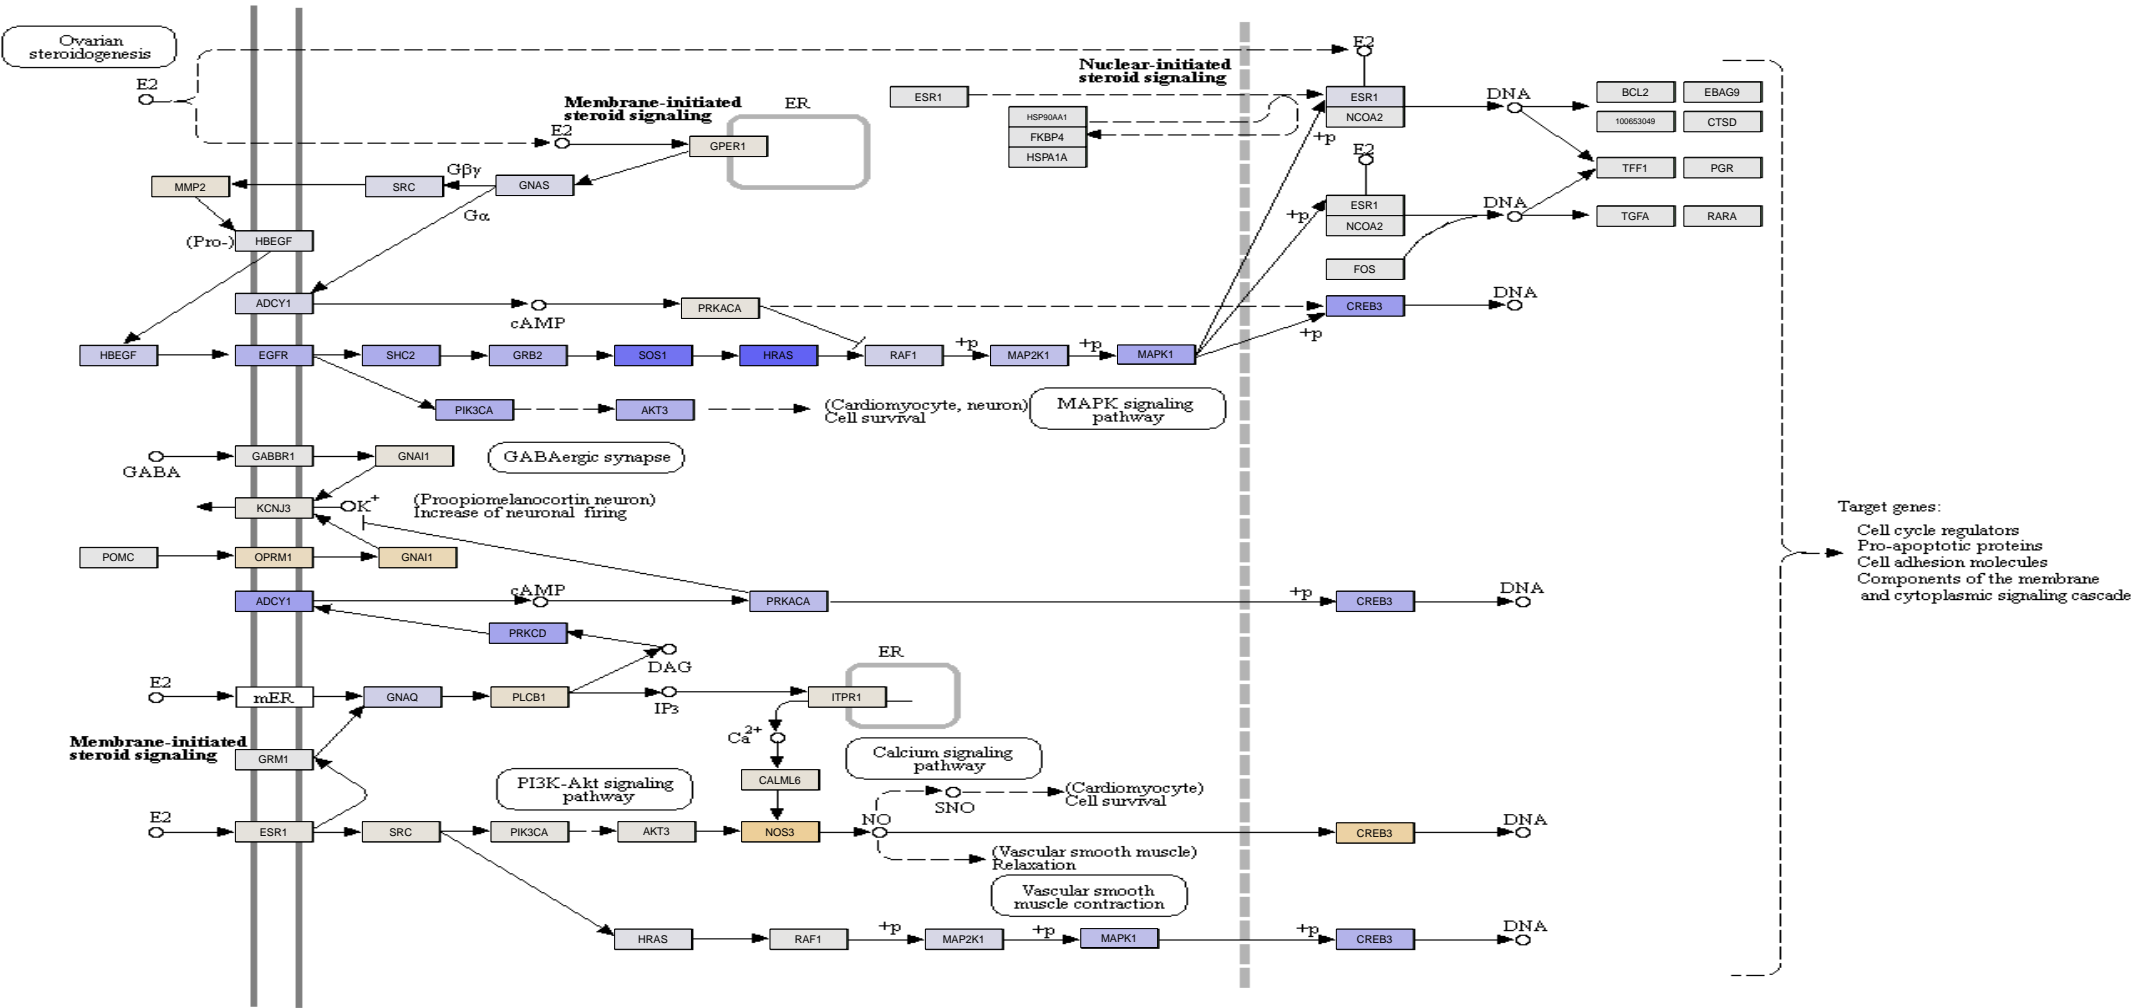 Ovarian
steroidogenesis
E2
E2
Nuclear-initiated
steroid signaling
Membrane-initiated
steroid signaling
ER
E2
GPER1
ESR1
HSP90AA1
FKBP4
HSPA1A
ESR1
NCOA2
+p
DNA
BCL2
EBAG9
100653049
CTSD
TFF1
PGR
E2
ESR1
NCOA2
+p
DNA
TGFA
RARA
FOS
MMP2
SRC
Gβγ
GNAS
Gα
(Pro-)
HBEGF
ADCY1
cAMP
PRKACA
CREB3
DNA
+p
HBEGF
EGFR
SHC2
GRB2
SOS1
HRAS
RAF1
+p
MAP2K1
+p
MAPK1
PIK3CA
AKT3
(Cardiomyocyte, neuron)
Cell survival
MAPK signaling
pathway
GABA
GABBR1
GNAI1
GABAergic synapse
KCNJ3
K+
(Proopiomelanocortin neuron)
Increase of neuronal firing
POMC
OPRM1
GNAI1
ADCY1
cAMP
PRKACA
+p
CREB3
DNA
PRKCD
DAG
E2
mER
GNAQ
PLCB1
IP3
ER
ITPR1
Ca2+
Membrane-initiated
steroid signaling
GRM1
CALML6
Calcium signaling
pathway
PI3K-Akt signaling
pathway
SNO
(Cardiomyocyte)
Cell survival
E2
ESR1
SRC
PIK3CA
AKT3
NOS3
NO
CREB3
DNA
(Vascular smooth muscle)
Relaxation
Vascular smooth
muscle contraction
HRAS
RAF1
+p
MAP2K1
+p
MAPK1
+p
CREB3
DNA
Target genes:
Cell cycle regulators
Pro-apoptotic proteins
Cell adhesion molecules
Components of the membrane
and cytoplasmic signaling cascade